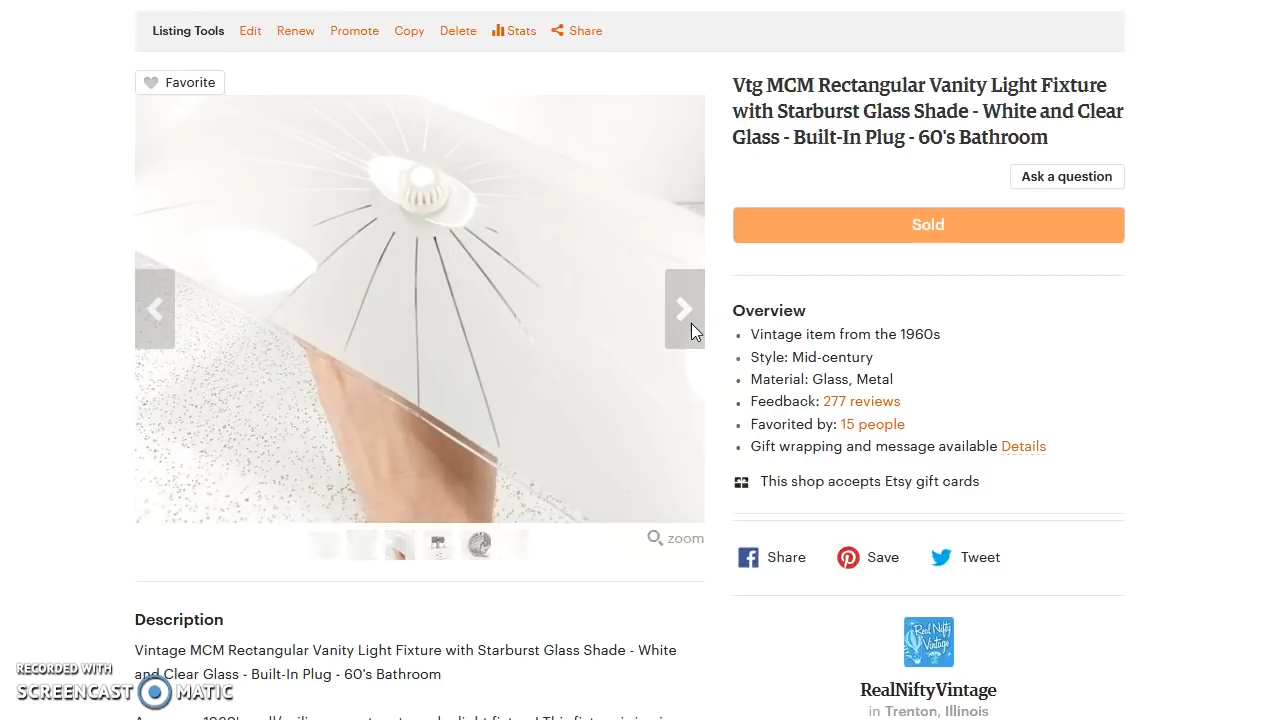 Listing Tools Edit Renew Promote Copy Delete Stats Share
Favorite
Vtg MCM Rectangular Vanity Light Fixture
with Starburst Glass Shade - White and Clear
Glass - Built-In Plug - 60's Bathroom
Ask a question
Sold
Overview
Vintage item from the 1960s
Style: Mid-century
Material: Glass, Metal
Feedback: 277 reviews
Favorited by: 15 people
Gift wrapping and message available Details
This shop accepts Etsy gift cards
zoom
Share Save Tweet
Description
Vintage MCM Rectangular Vanity Light Fixture with Starburst Glass Shade - White
and Clear Glass - Built-In Plug - 60's Bathroom
Real Nifty
Vintage
RealNiftyVintage
in Trenton, Illinois
RECORDED WITH
SCREENCAST MATIC